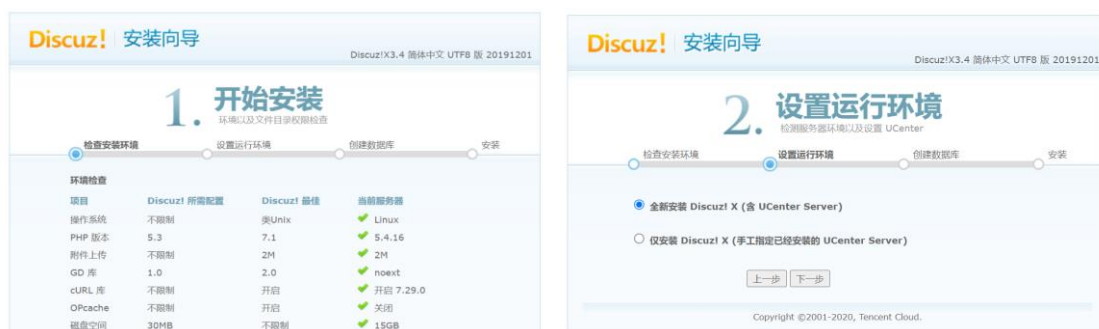 Discuz! 安装向导
Discuz!X3.4 简体中文 UTF8 版 20191201
1. 开始安装
环境以及文件目录权限检查
检查安装环境 设置运行环境 创建数据库 安装
环境检查
项目 Discuz! 所需配置 Discuz! 最佳 当前服务器
操作系统 不限制 类Unix Linux
PHP 版本 5.3 7.1 5.4.16
附件上传 不限制 2M 2M
GD 库 1.0 2.0 noext
cURL 库 不限制 开启 开启 7.29.0
OPcache 不限制 开启 关闭
磁盘空间 30MB 不限制 15GB
Discuz! 安装向导
Discuz!X3.4 简体中文 UTF8 版 20191201
2. 设置运行环境
检测服务器环境以及设置 UCenter
检查安装环境 设置运行环境 创建数据库 安装
全新安装 Discuz! X (含 UCenter Server)
仅安装 Discuz! X (手工指定已经安装的 UCenter Server)
上一步 下一步
Copyright ©2001-2020, Tencent Cloud.